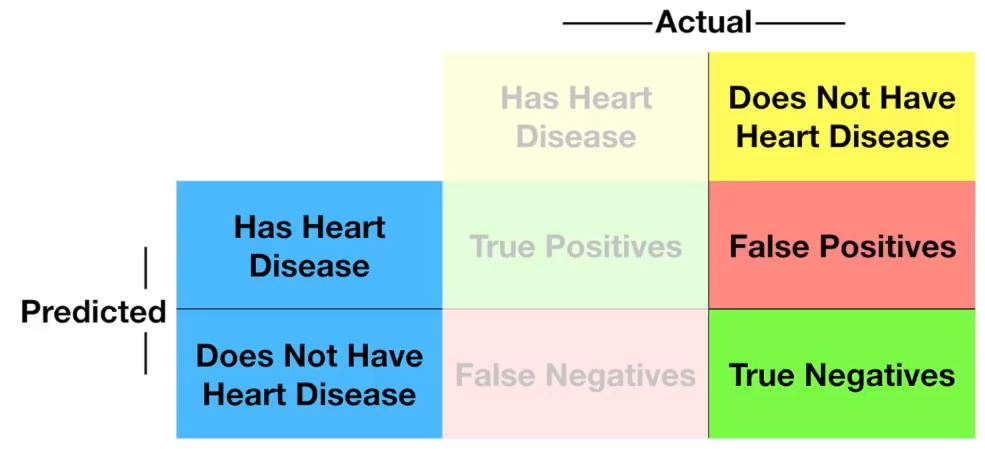 Actual
Has Heart
Disease
Does Not Have
Heart Disease
Has Heart
Disease
True Positives
False Positives
Predicted
Does Not Have
Heart Disease
False Negatives
True Negatives